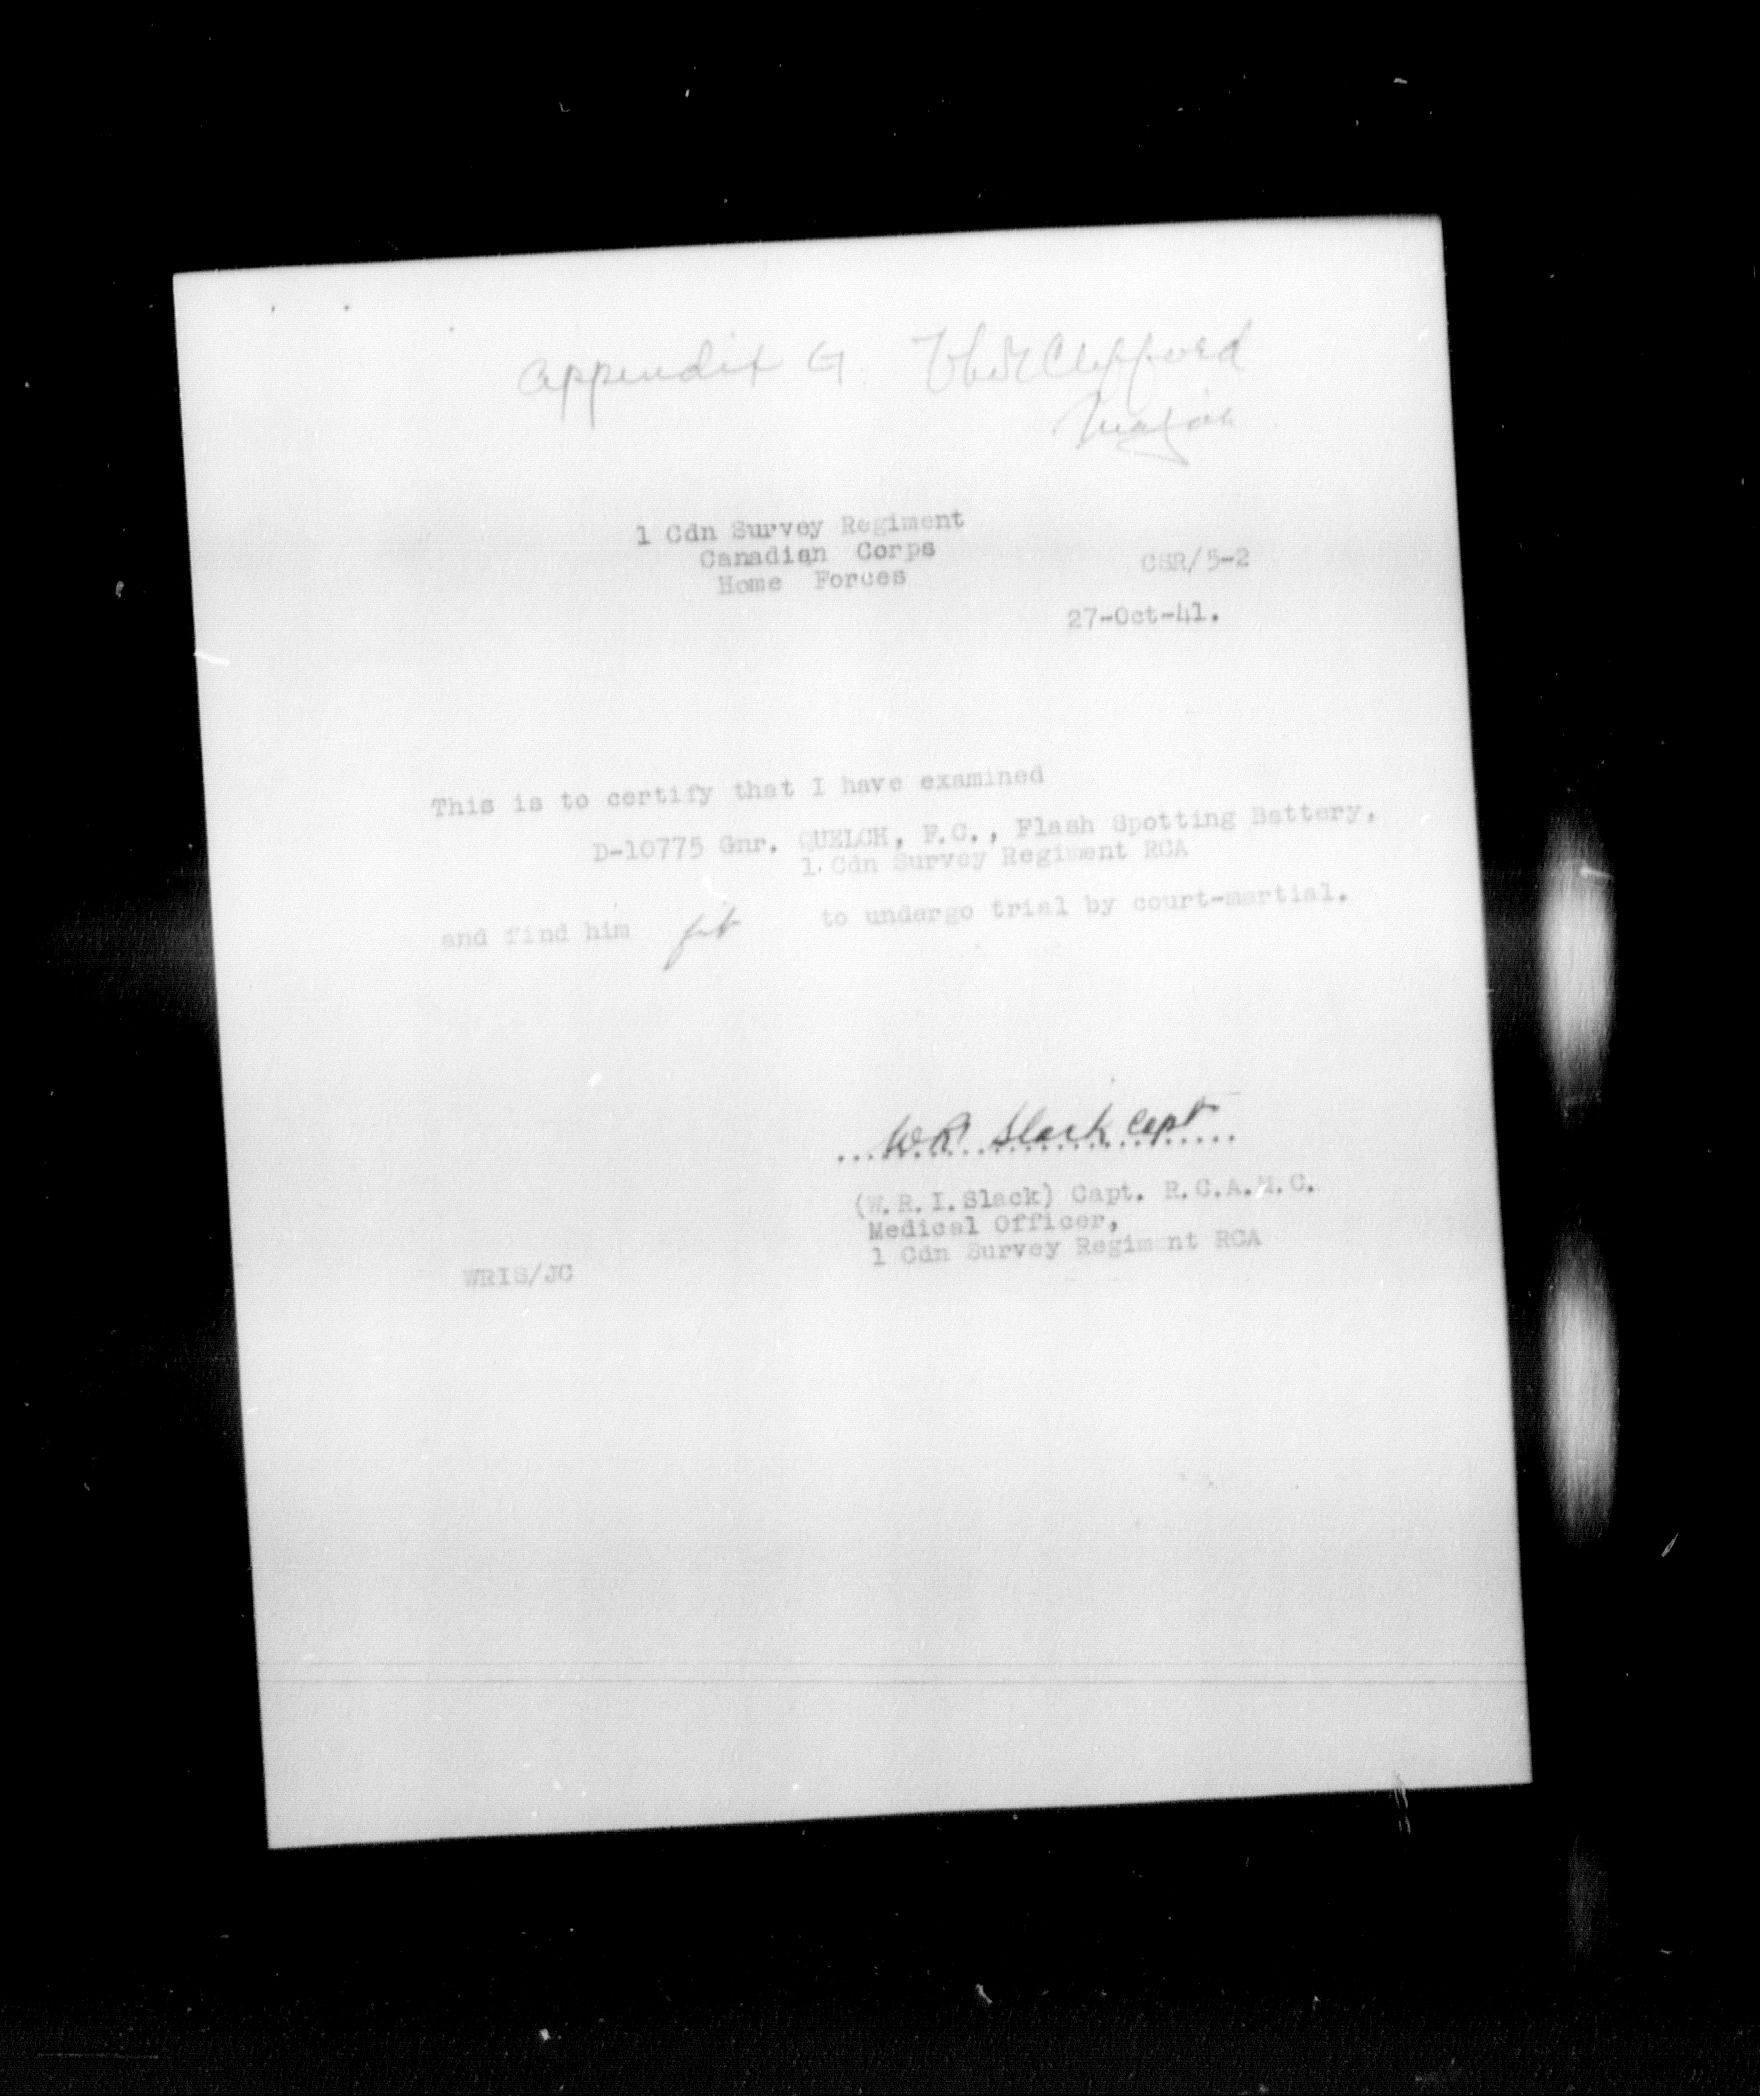 Appendix G Clifford
Major
1 Cdn Survey Regiment
Canadian Corps
Home Forces
CSR/5-2
27-Oct-41.
This is to certify that I have examined
D-10775 Gnr. QUELCH, F.C., Flash Spotting Battery,
1 Cdn Survey Regiment RCA
and find him fit to undergo trial by court-martial.
WR Slack Capt
(W.R.I.Slack) Capt. R.C.A.M.C.
Medical Officer,
1 Cdn Survey Regiment RCA
WRIS/JC